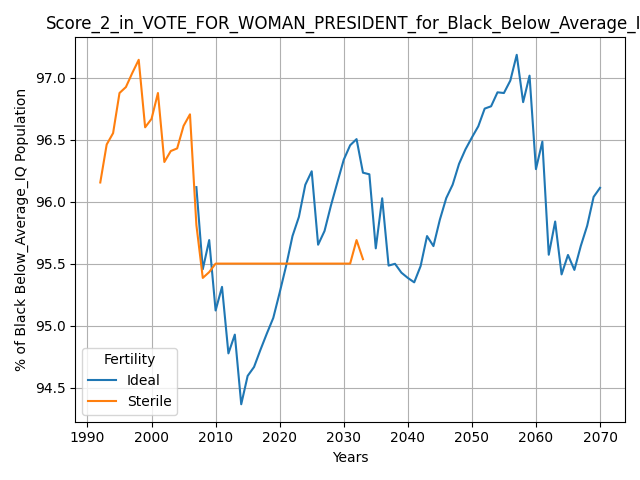 Score_2_in_VOTE_FOR_WOMAN_PRESIDENT_for_Black_Below_Average_I
% of Black Below_Average_IQ Population
97.0
96.5
96.0
95.5
95.0
94.5
Fertility
Ideal
Sterile
1990 2000 2010 2020 2030 2040 2050 2060 2070
Years